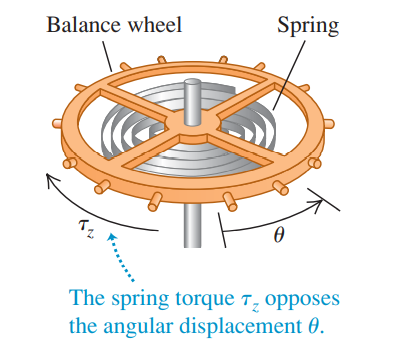 Balance wheel
Spring
τz
θ
The spring torque τz opposes
the angular displacement θ.